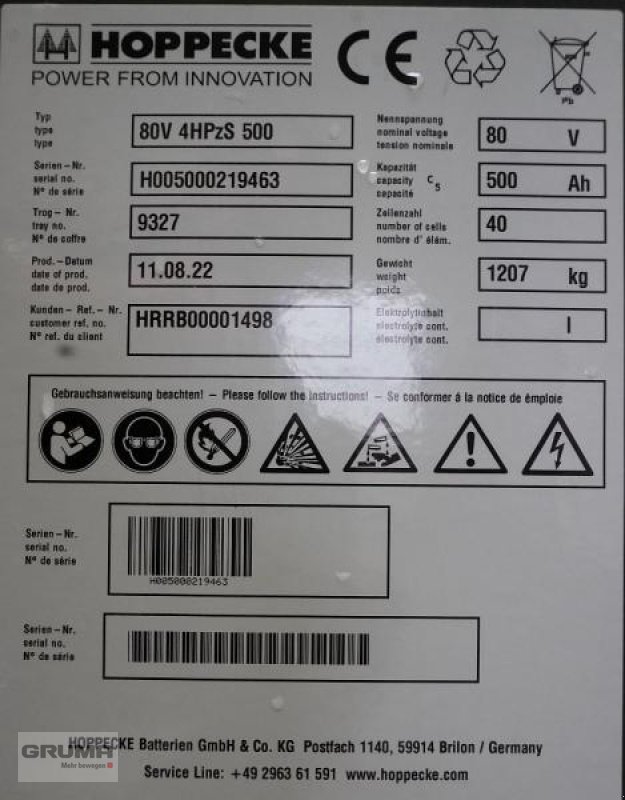 HOPPECKE
POWER FROM INNOVATION
CE
Pb
Typ
type
type
80V 4HPzS 500
Serien-Nr.
serial no.
N° de série
H005000219463
Trog-Nr.
tray no.
N° de coffre
9327
Prod.-Datum
date of prod.
date de prod.
11.08.22
Kunden-Ref.-Nr.
customer ref. no.
N° ref. du client
HRRB00001498
Nennspannung
nominal voltage
tension nominale
80 V
Kapazität
capacity C5
capacité
500 Ah
Zellenzahl
number of cells
nombre d' élém.
40
Gewicht
weight
poids
1207 kg
Elektrolytinhalt
electrolyte cont.
électrolyte cont.
l
Gebrauchsanweisung beachten! - Please follow the instructions! - Se conformer à la notice de émploie
Serien-Nr.
serial no.
N° de série
H005000219463
Serien-Nr.
serial no.
N° de série
HOPPECKE Batterien GmbH & Co. KG Postfach 1140, 59914 Brilon / Germany
Service Line: +49 2963 61 591 www.hoppecke.com
GRUMA
Mehr bewegen.